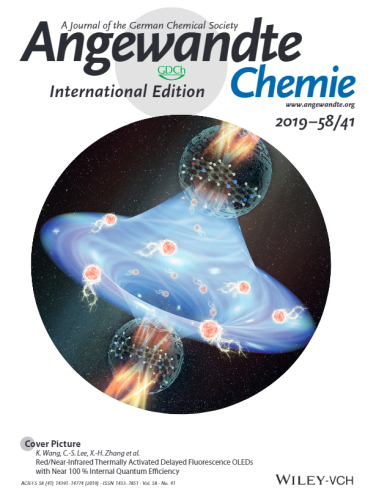 A Journal of the German Chemical Society
Angewandte
GDCh
International Edition
Chemie
www.angewandte.org
2019–58/41
Cover Picture
K. Wang, C.-S. Lee, X.-H. Zhang et al.
Red/Near-Infrared Thermally Activated Delayed Fluorescence OLEDs
with Near 100 % Internal Quantum Efficiency
ACIEFS 58 (41) 14341–14774 (2019) · ISSN 1433–7851 · Vol. 58 · No. 41
WILEY-VCH